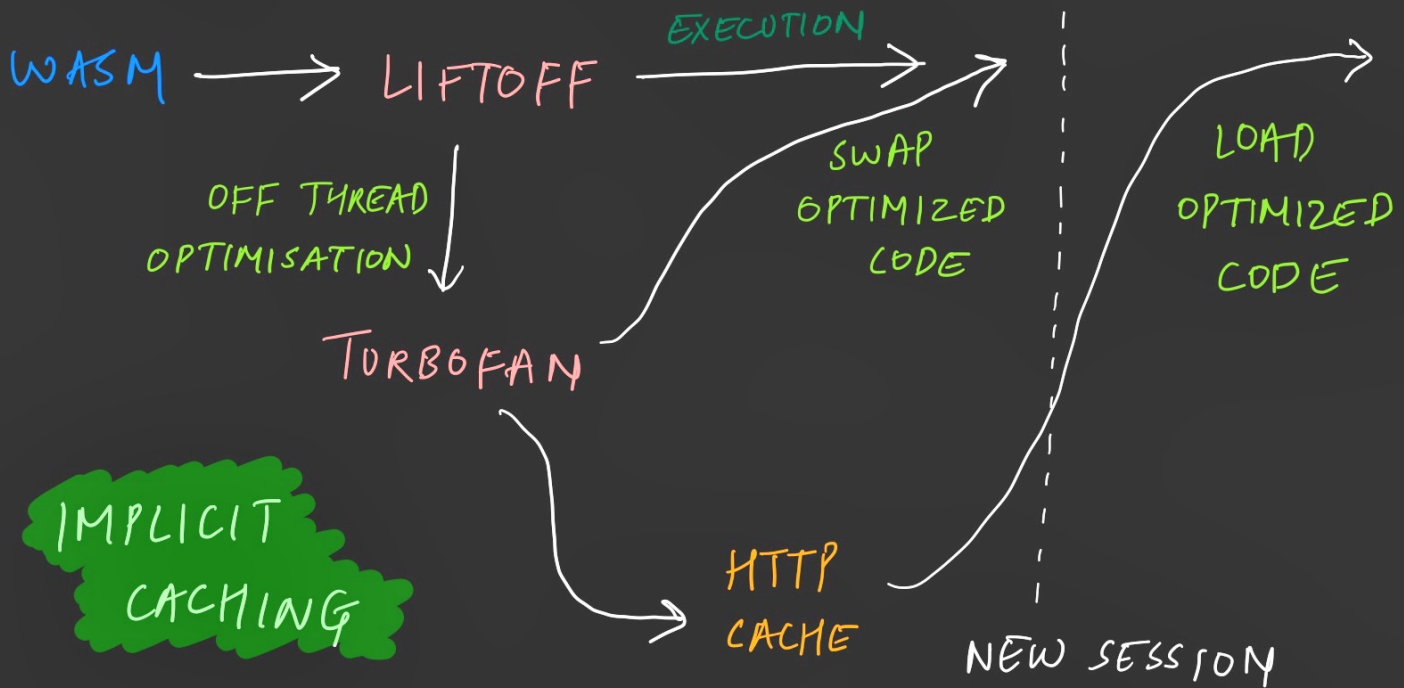 WASM
LIFTOFF
EXECUTION
OFF THREAD
OPTIMISATION
SWAP
OPTIMIZED
CODE
LOAD
OPTIMIZED
CODE
TURBOFAN
IMPLICIT
CACHING
HTTP
CACHE
NEW SESSION